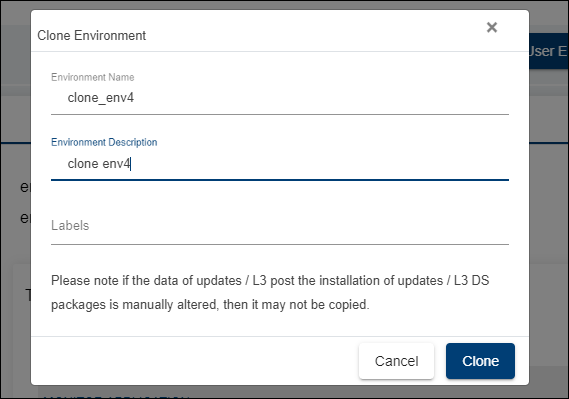 Clone Environment
×
User E
Environment Name
clone_env4
Environment Description
clone env4
Labels
Please note if the data of updates / L3 post the installation of updates / L3 DS
packages is manually altered, then it may not be copied.
Cancel
Clone